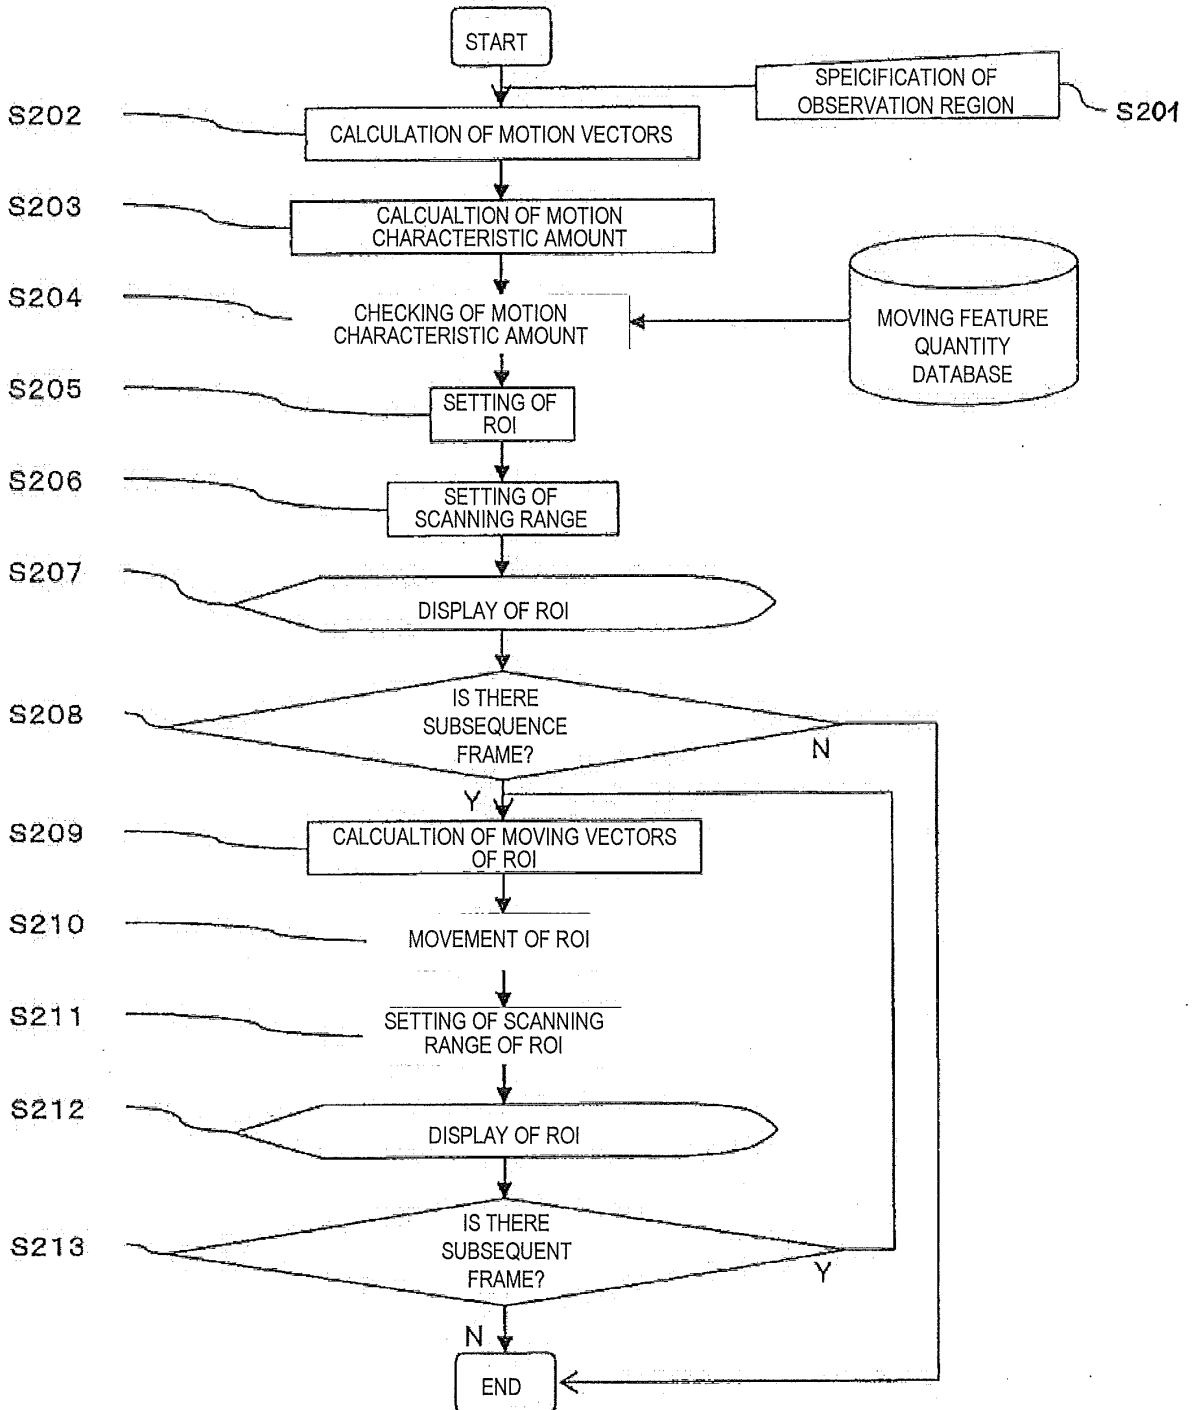 START
SPEICIFICATION OF
OBSERVATION REGION
S201
S202
CALCULATION OF MOTION VECTORS
S203
CALCUALTION OF MOTION
CHARACTERISTIC AMOUNT
S204
CHECKING OF MOTION
CHARACTERISTIC AMOUNT
MOVING FEATURE
QUANTITY
DATABASE
S205
SETTING OF
ROI
S206
SETTING OF
SCANNING RANGE
S207
DISPLAY OF ROI
S208
IS THERE
SUBSEQUENCE
FRAME?
N
Y
S209
CALCUALTION OF MOVING VECTORS
OF ROI
S210
MOVEMENT OF ROI
S211
SETTING OF SCANNING
RANGE OF ROI
S212
DISPLAY OF ROI
S213
IS THERE
SUBSEQUENT
FRAME?
Y
N
END